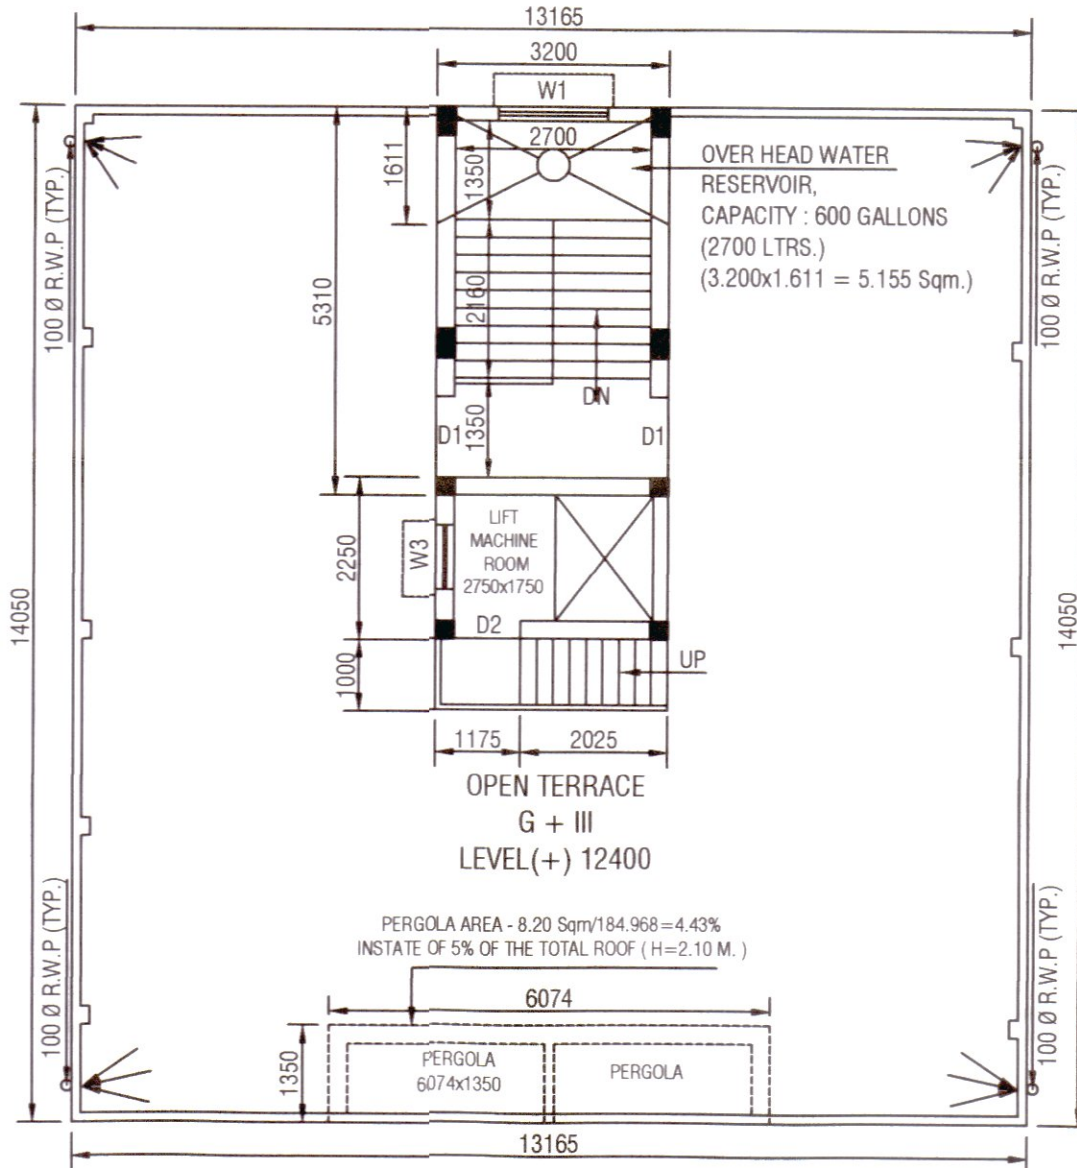 13165
3200
W1
2700
1611
1350
OVER HEAD WATER
RESERVOIR,
CAPACITY : 600 GALLONS
(2700 LTRS.)
(3.200x1.611 = 5.155 Sqm.)
100 Ø R.W.P (TYP.)
100 Ø R.W.P (TYP.)
5310
2160
DN
D1
1350
D1
LIFT
MACHINE
ROOM
2750x1750
W3
2250
D2
14050
14050
1000
UP
1175
2025
OPEN TERRACE
G + III
LEVEL(+) 12400
PERGOLA AREA - 8.20 Sqm/184.968=4.43%
INSTATE OF 5% OF THE TOTAL ROOF ( H=2.10 M. )
6074
100 Ø R.W.P (TYP.)
100 Ø R.W.P (TYP.)
1350
PERGOLA
6074x1350
PERGOLA
13165